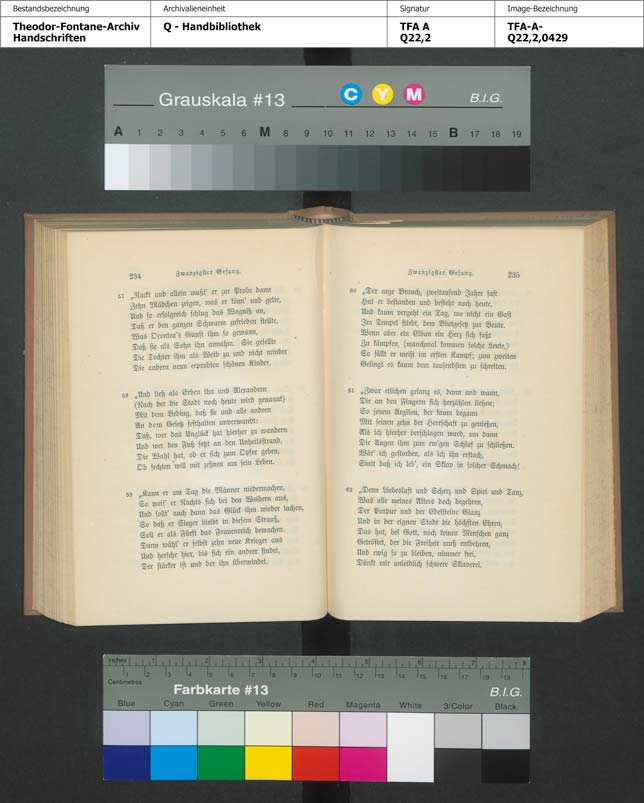 Bestandsbezeichnung
Theodor-Fontane-Archiv
Handschriften
Archivalieneinheit
Q - Handbibliothek
Signatur
TFA A
Q22,2
Image-Bezeichnung
TFA-A-
Q22,2,0429
Grauskala #13
C Y M
B.I.G.
A 1 2 3 4 5 6 M 8 9 10 11 12 13 14 15 B 17 18 19
234 Zwanzigster Gesang.
57 „Nackt und allein mußt' er zur Probe dann
Zehn Mädchen zeigen, was er könn' und gelte,
Und so erfolgreich schlug das Wagniß an,
Daß er den ganzen Schwarm zufrieden stellte,
Was Orontea's Gunst ihm so gewann,
Daß sie als Sohn ihn annahm. Sie gesellte
Die Tochter ihm als Weib zu und nicht minder
Die andern neun erprobten schönen Kinder,
58 „Und ließ als Erben ihn und Alexandren
(Nach der die Stadt noch heute wird genannt)
Mit dem Beding, daß sie und alle andren
An dem Gesetz festhalten unverwandt:
Daß, wer das Unglück hat hierher zu wandern
Und wer den Fuß setzt an den Unheilsstrand,
Die Wahl hat, ob er sich zum Opfer geben,
Ob fechten will mit zehnen um sein Leben.
59 „Kann er am Tag die Männer niedermachen,
So weis' er Nachts sich bei den Weibern aus,
Und sollt' auch dann das Glück ihm wieder lachen,
So daß er Sieger bleibt in diesem Strauß,
Soll er als Fürst das Frauenreich bewachen.
Dann wähl' er selbst zehn neue Krieger aus
Und hersche hier, bis sich ein andrer findet,
Der stärker ist und der ihn überwindet.
Zwanzigster Gesang. 235
60 „Der arge Brauch, zweitausend Jahre fast
Hat er bestanden und besteht noch heute,
Und kaum vergeht ein Tag, wo nicht ein Gast
Im Tempel stirbt, dem Blutgesetz zur Beute.
Wenn aber ein Elban ein Herz sich faßt
Zu kämpfen, (manchmal kommen solche Leute,)
So fällt er meist im ersten Kampf; zum zweiten
Gelingt es kaum dem tausendsten zu schreiten.
61 „Zwar etlichen gelang es, dann und wann,
Die an den Fingern sich herzählen ließen;
So jenem Argilon, der kaum begann
Mit seinen zehn der Herrschaft zu genießen,
Als ich hierher verschlagen ward, um dann
Die Augen ihm zum ew'gen Schlaf zu schließen.
Wär' ich gestorben, als ich ihn erstach,
Statt daß ich leb', ein Sklav in solcher Schmach!
62 „Denn Liebeslust und Scherz und Spiel und Tanz,
Was alle meines Alters doch begehren,
Der Purpur und der Edelsteine Glanz
Und in der eignen Stadt die höchsten Ehren,
Das hat, bei Gott, noch keinen Menschen ganz
Getröstet, der die Freiheit muß entbehren,
Und ewig so zu bleiben, nimmer frei,
Dünkt mir unleidlich schwere Sklaverei.
Inches 1 2 3 4 5 6 7 8
Centimetres 1 2 3 4 5 6 7 8 9 10 11 12 13 14 15 16 17 18 19
Farbkarte #13
B.I.G.
Blue Cyan Green Yellow Red Magenta White 3/Color Black